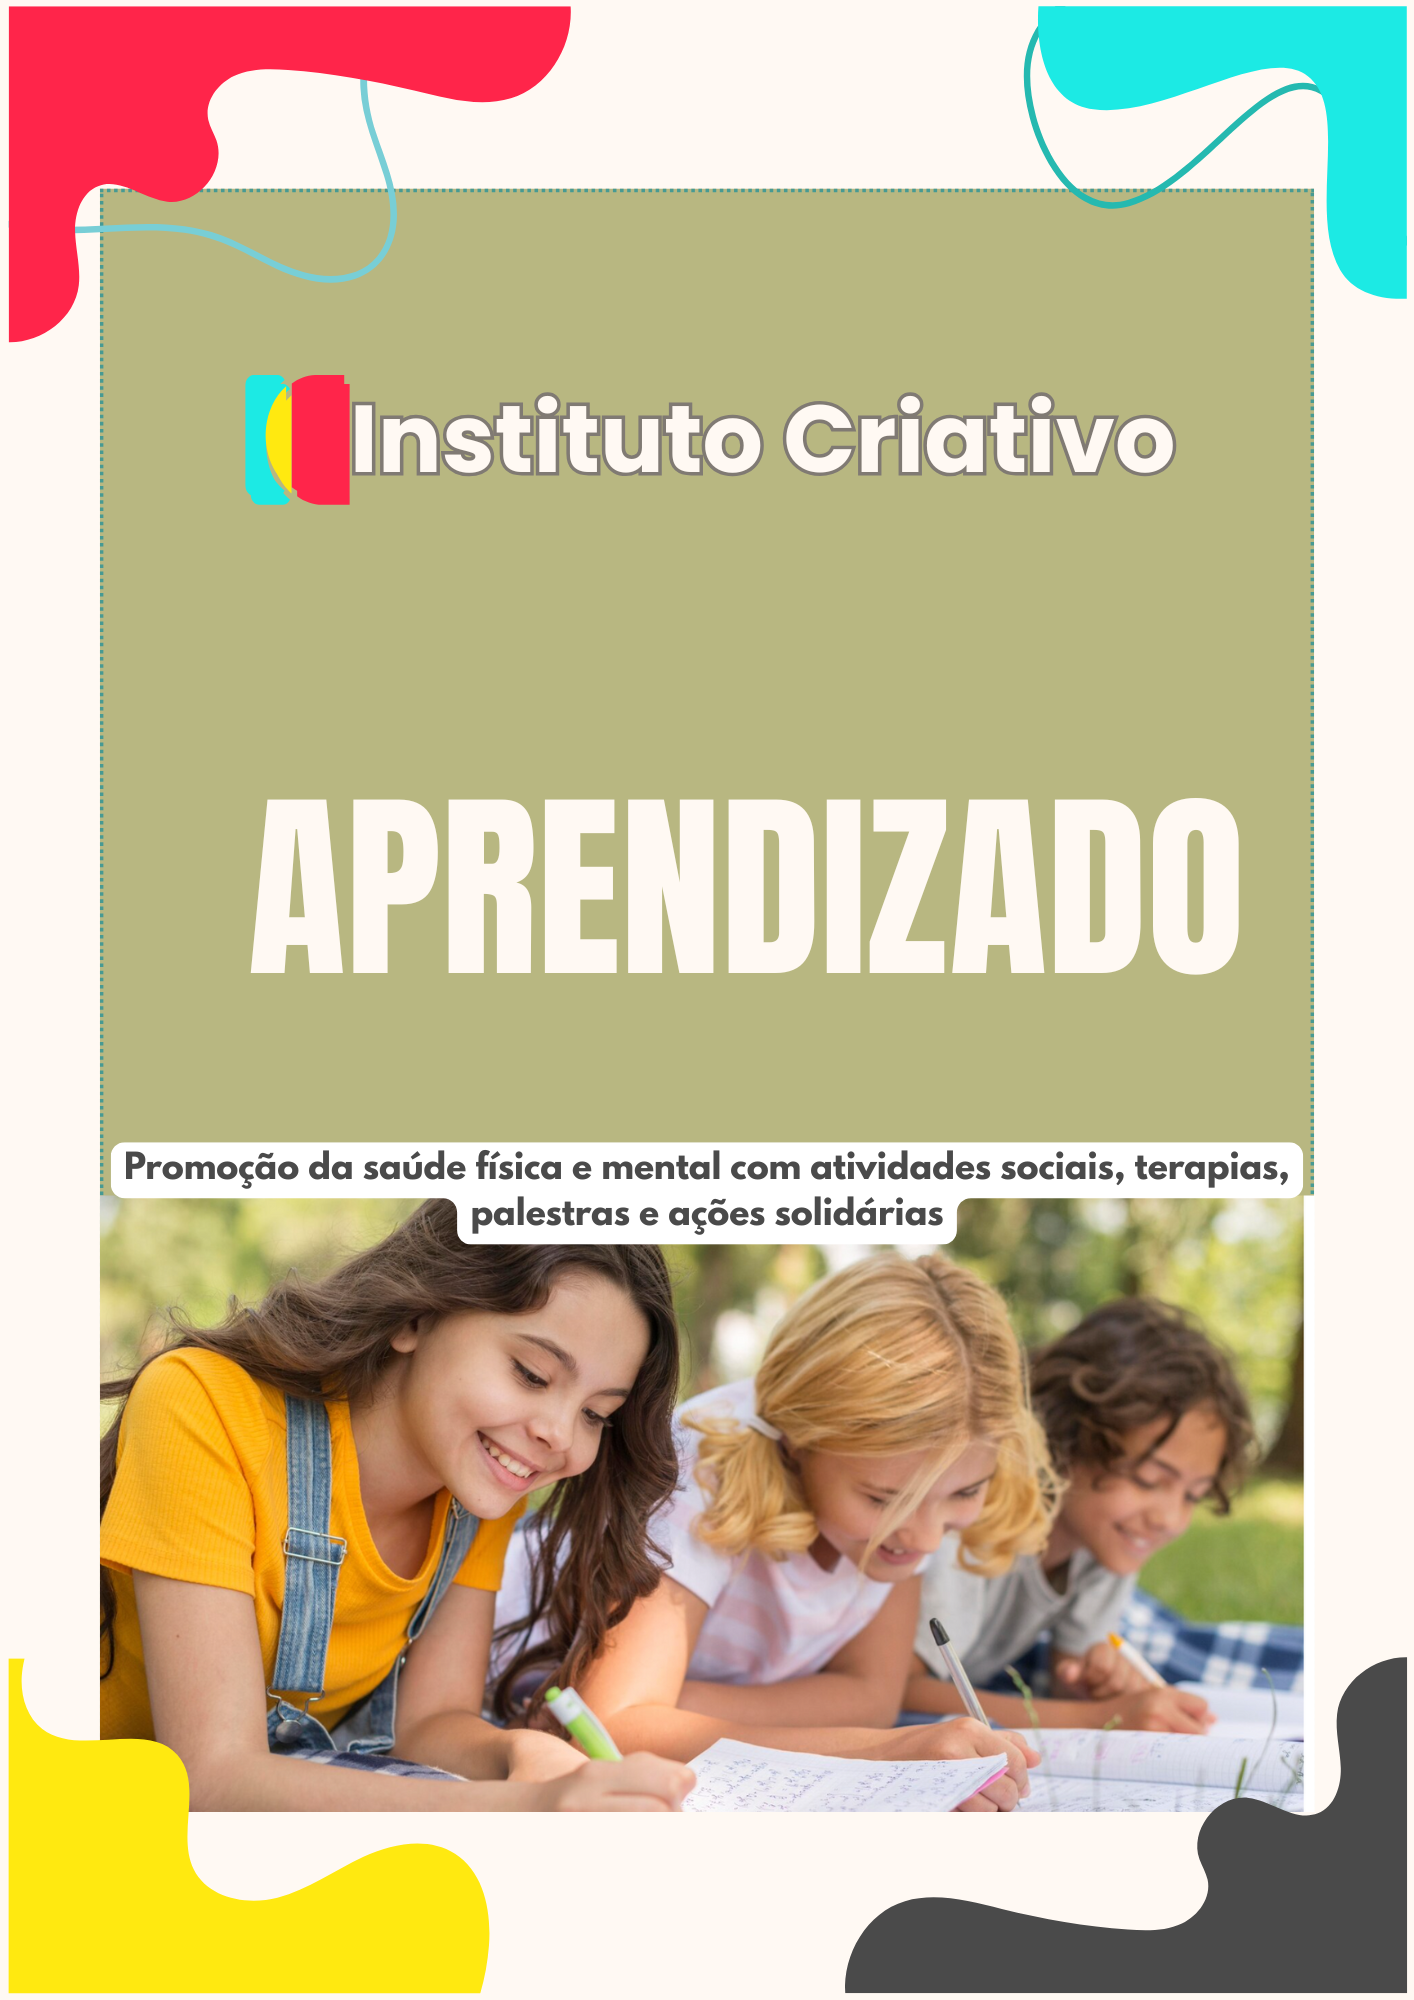 Instituto Criativo
APRENDIZADO
Promoção da saúde física e mental com atividades sociais, terapias,
palestras e ações solidárias